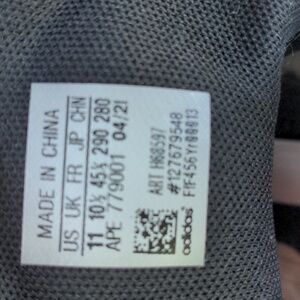 MADE IN CHINA
US UK FR JP CHN
11 10½ 45⅓ 290 280
APE 779001 04/21
ART H68597
#127679548
F1F456Yr00013
adidas